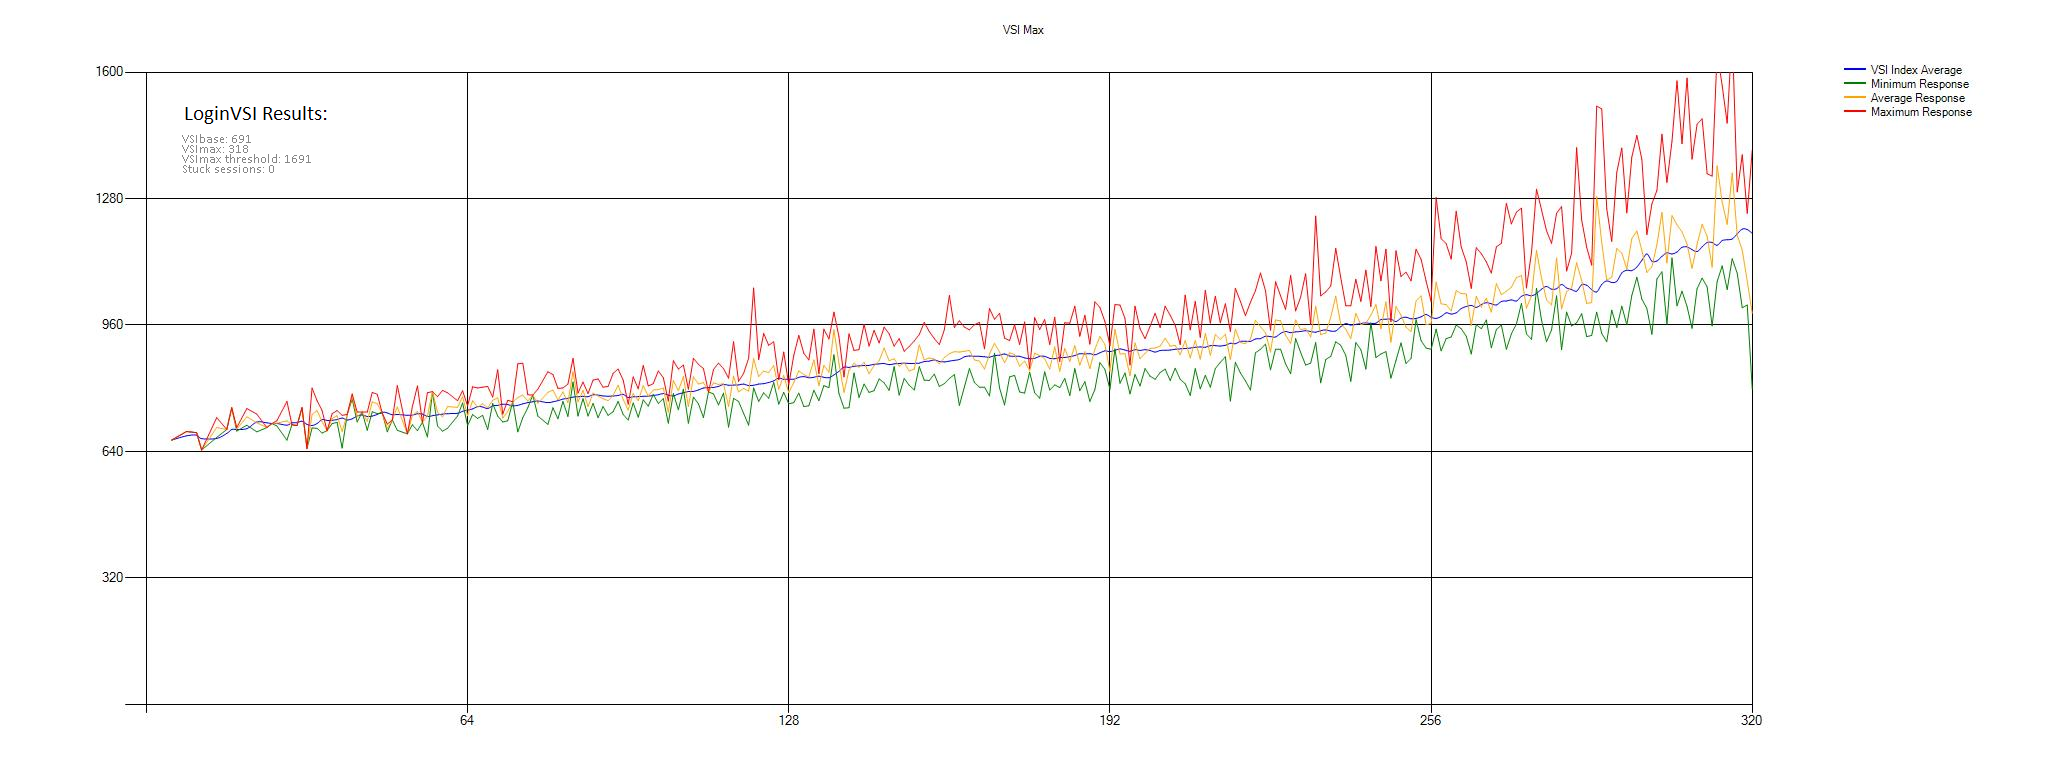 VSI Max
1600
1280
960
640
320
64
128
192
256
320
LoginVSI Results:
VSIbase: 691
VSImax: 318
VSImax threshold: 1691
Stuck sessions: 0
VSI Index Average
Minimum Response
Average Response
Maximum Response